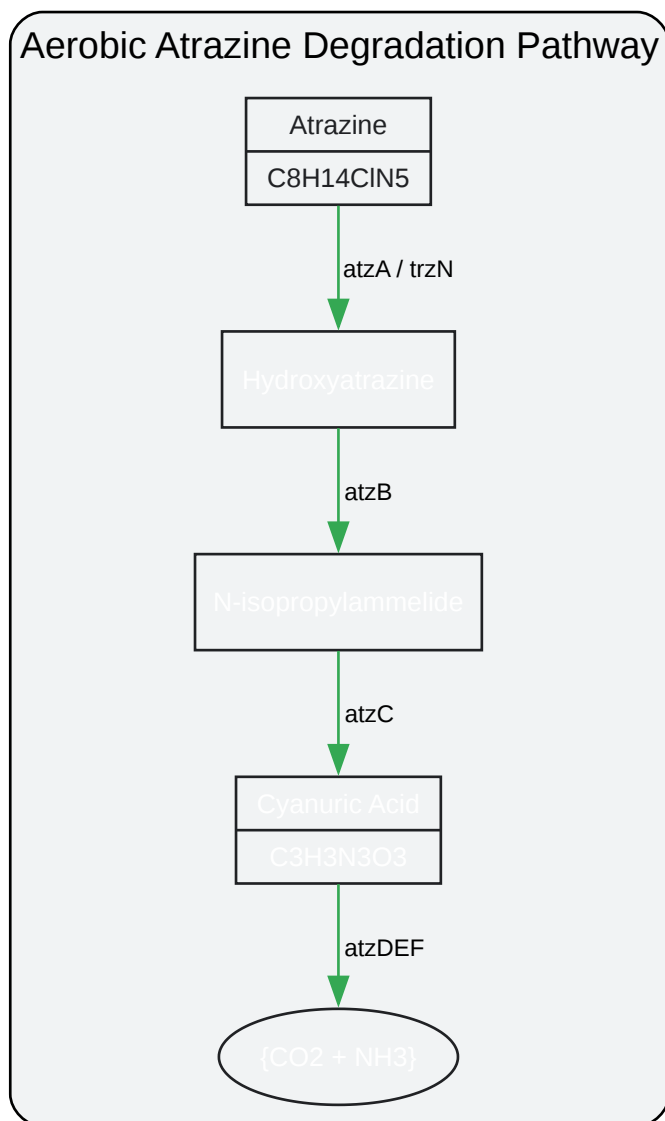 Aerobic Atrazine Degradation Pathway
Atrazine
C8H14ClN5
atzA / trzN
Hydroxyatrazine
atzB
N-isopropylammelide
atzC
Cyanuric Acid
C3H3N3O3
atzDEF
{CO2 + NH3}